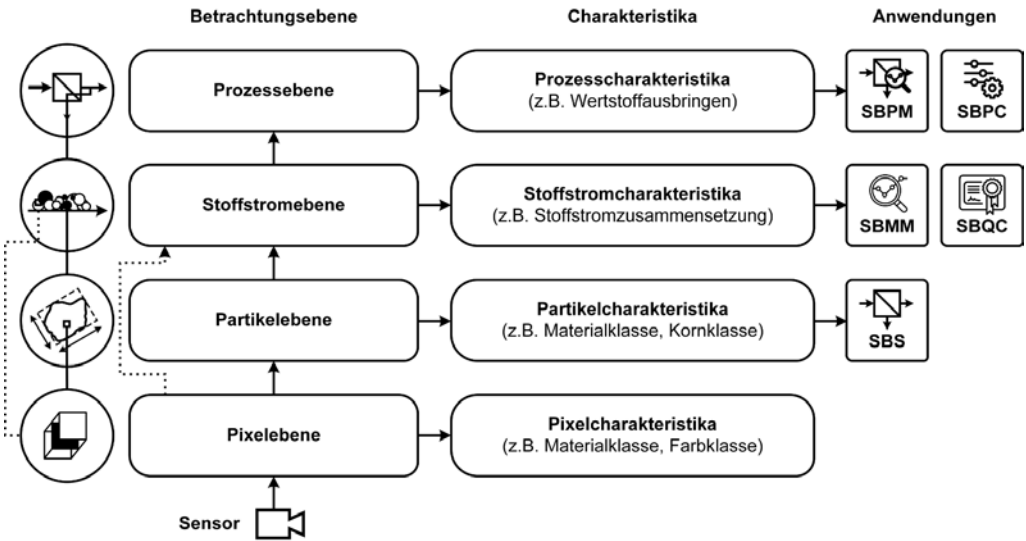 Betrachtungsebene Charakteristika Anwendungen
Prozessebene
Prozesscharakteristika
(z.B. Wertstoffausbringen)
SBPM SBPC
Stoffstromebene
Stoffstromcharakteristika
(z.B. Stoffstromzusammensetzung)
SBMM SBQC
Partikelebene
Partikelcharakteristika
(z.B. Materialklasse, Kornklasse)
SBS
Pixelebene
Pixelcharakteristika
(z.B. Materialklasse, Farbklasse)
Sensor